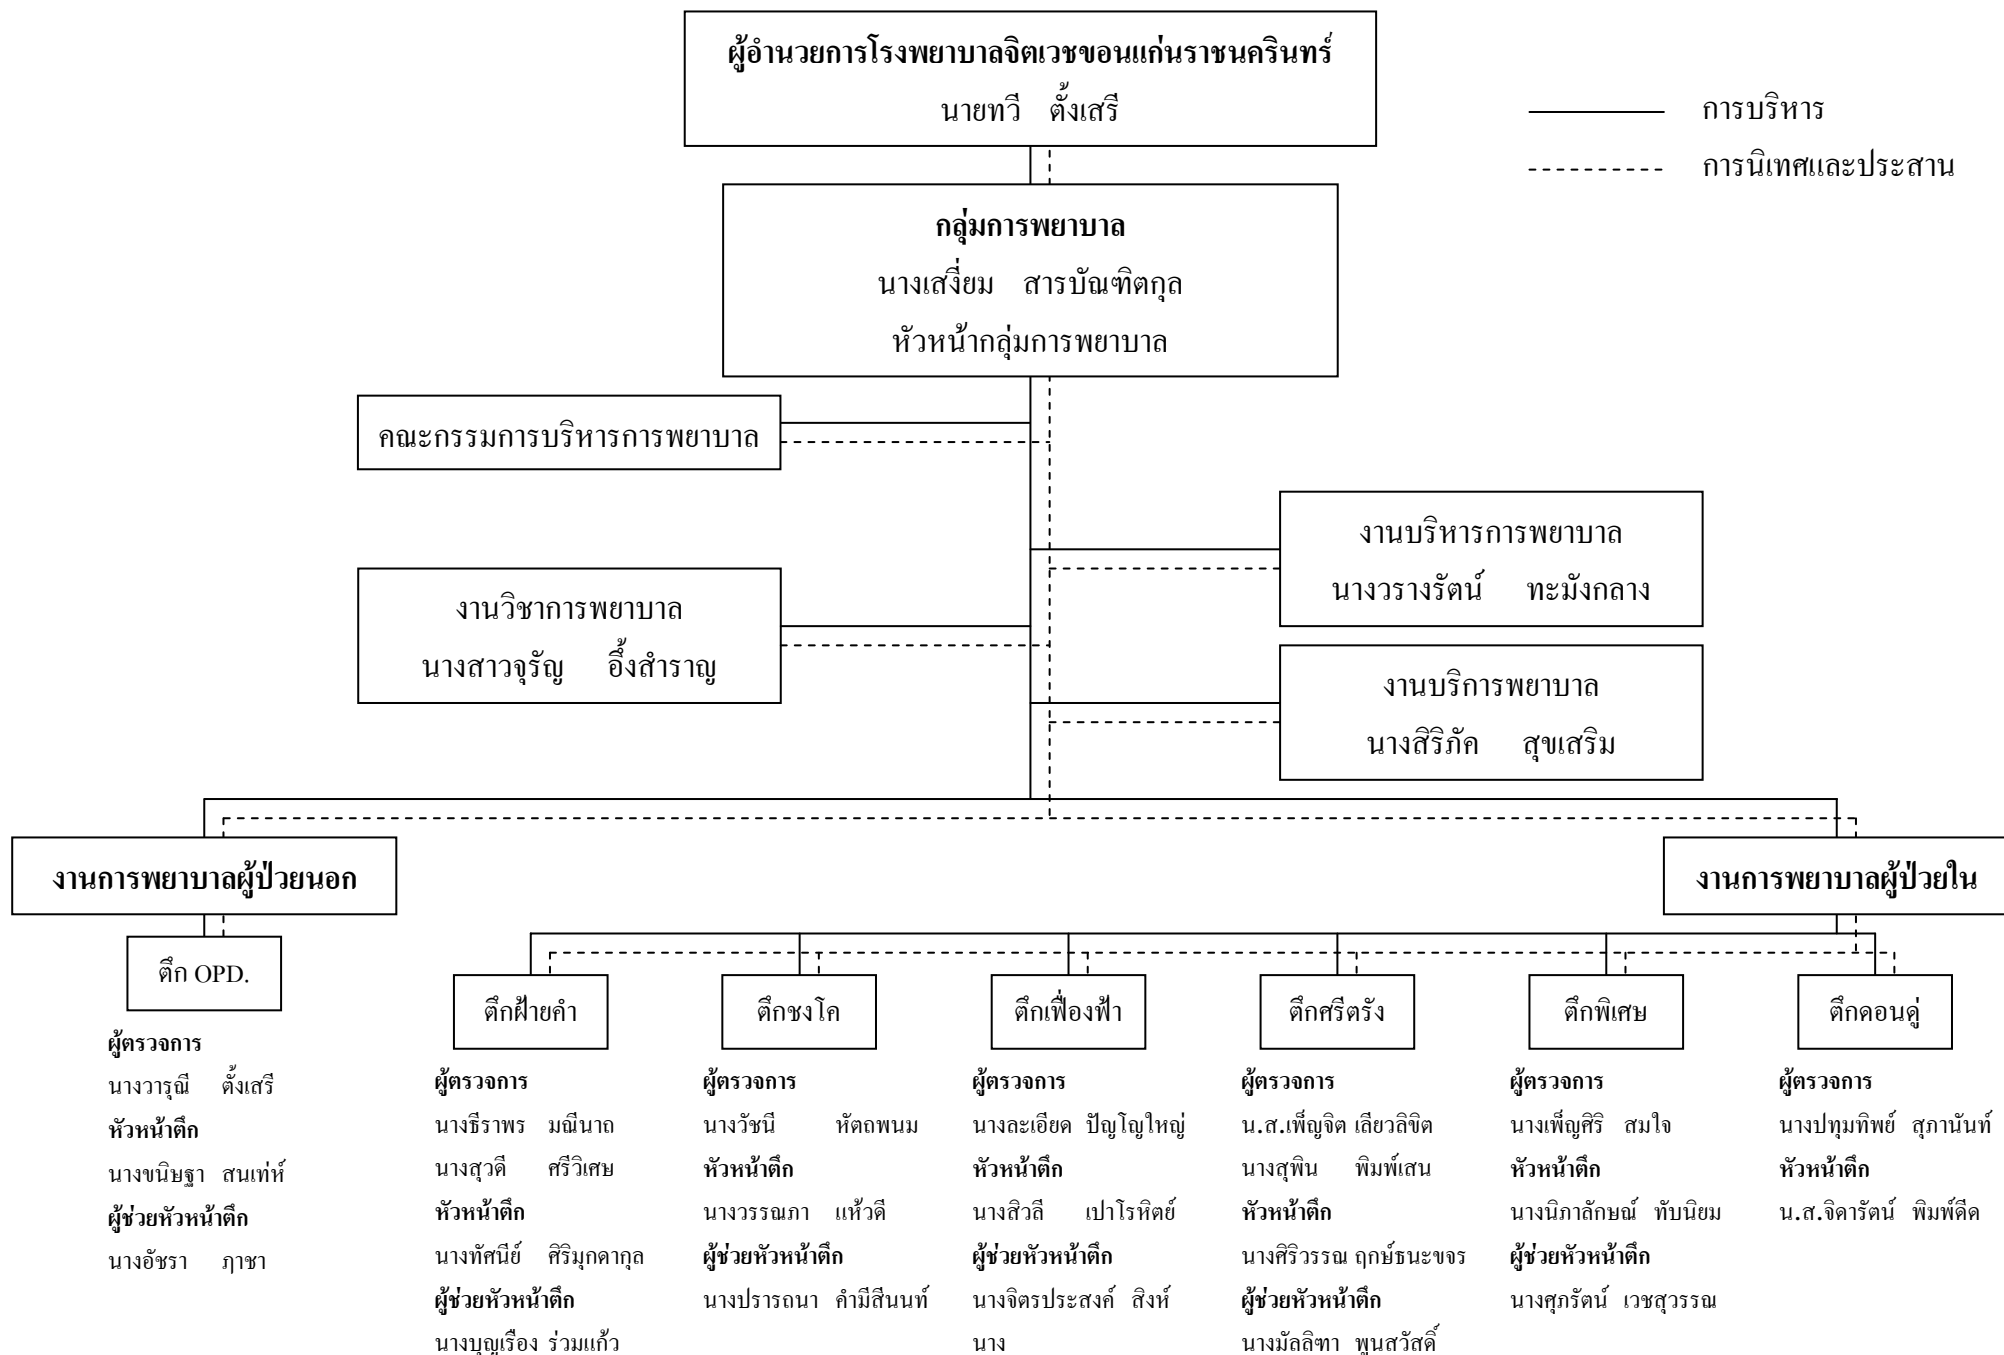 ผู้อำนวยการโรงพยาบาลจิตเวชขอนแก่นราชนครินทร์
นายทวี ตั้งเสรี
การบริหาร
การนิเทศและประสาน
กลุ่มการพยาบาล
นางเสงี่ยม สารบัณฑิตกุล
หัวหน้ากลุ่มการพยาบาล
คณะกรรมการบริหารการพยาบาล
งานบริหารการพยาบาล
นางวรางรัตน์ ทะมังกลาง
งานวิชาการพยาบาล
นางสาวจุรัญ อึ้งสำราญ
งานบริการพยาบาล
นางสิริภัค สุขเสริม
งานการพยาบาลผู้ป่วยนอก
งานการพยาบาลผู้ป่วยใน
ตึก OPD.
ผู้ตรวจการ
นางวารุณี ตั้งเสรี
หัวหน้าตึก
นางขนิษฐา สนเท่ห์
ผู้ช่วยหัวหน้าตึก
นางอัชรา ฦาชา
ตึกฝ้ายคำ
ผู้ตรวจการ
นางธีราพร มณีนาถ
นางสุวดี ศรีวิเศษ
หัวหน้าตึก
นางทัศนีย์ ศิริมุกดากุล
ผู้ช่วยหัวหน้าตึก
นางบุญเรือง ร่วมแก้ว
ตึกชงโค
ผู้ตรวจการ
นางวัชนี หัตถพนม
หัวหน้าตึก
นางวรรณภา แห้วดี
ผู้ช่วยหัวหน้าตึก
นางปรารถนา คำมีสีนนท์
ตึกเฟื่องฟ้า
ผู้ตรวจการ
นางละเอียด ปัญโญใหญ่
หัวหน้าตึก
นางสิวลี เปาโรหิตย์
ผู้ช่วยหัวหน้าตึก
นางจิตรประสงค์ สิงห์
นาง
ตึกศรีตรัง
ผู้ตรวจการ
น.ส.เพ็ญจิต เลียวลิขิต
นางสุพิน พิมพ์เสน
หัวหน้าตึก
นางศิริวรรณ ฤกษ์ธนะขจร
ผู้ช่วยหัวหน้าตึก
นางมัลลิฑา พูนสวัสดิ์
ตึกพิเศษ
ผู้ตรวจการ
นางเพ็ญศิริ สมใจ
หัวหน้าตึก
นางนิภาลักษณ์ ทับนิยม
ผู้ช่วยหัวหน้าตึก
นางศุภรัตน์ เวชสุวรรณ
ตึกดอนดู่
ผู้ตรวจการ
นางปทุมทิพย์ สุภานันท์
หัวหน้าตึก
น.ส.จิดารัตน์ พิมพ์ดีด